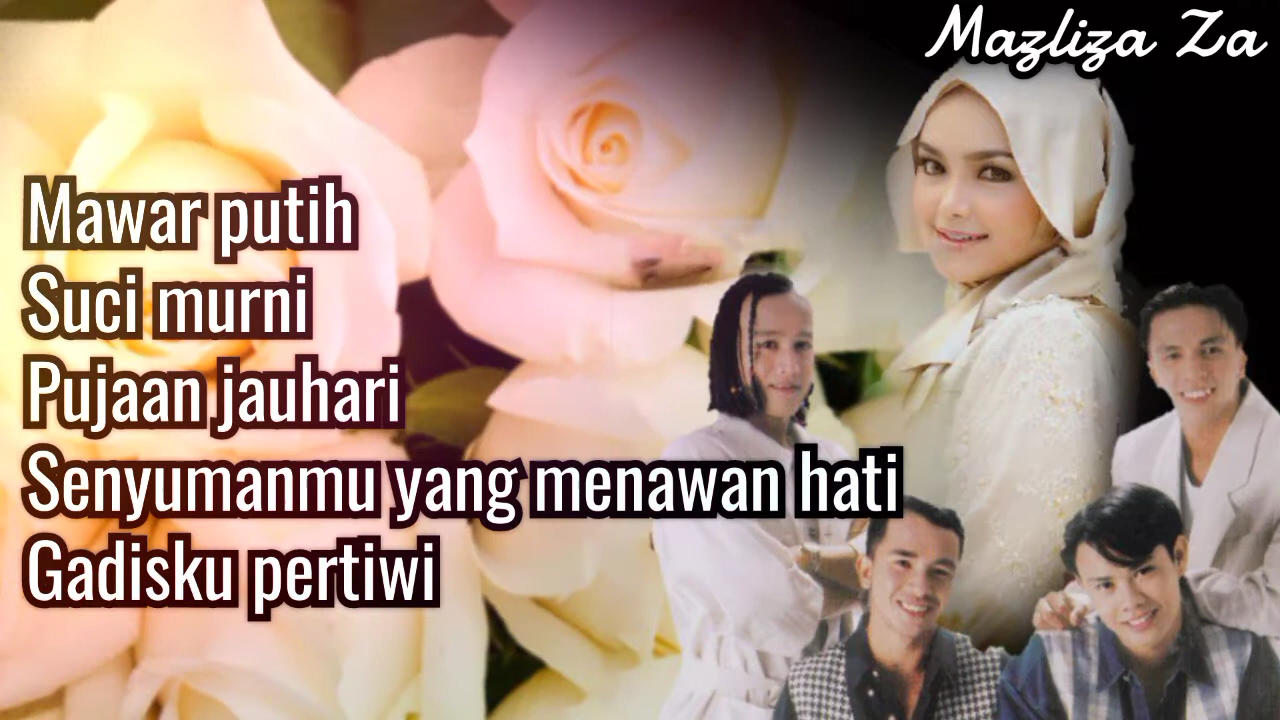 Mazliza Za
Mawar putih
Suci murni
Pujaan jauhari
Senyumanmu yang menawan hati
Gadisku pertiwi